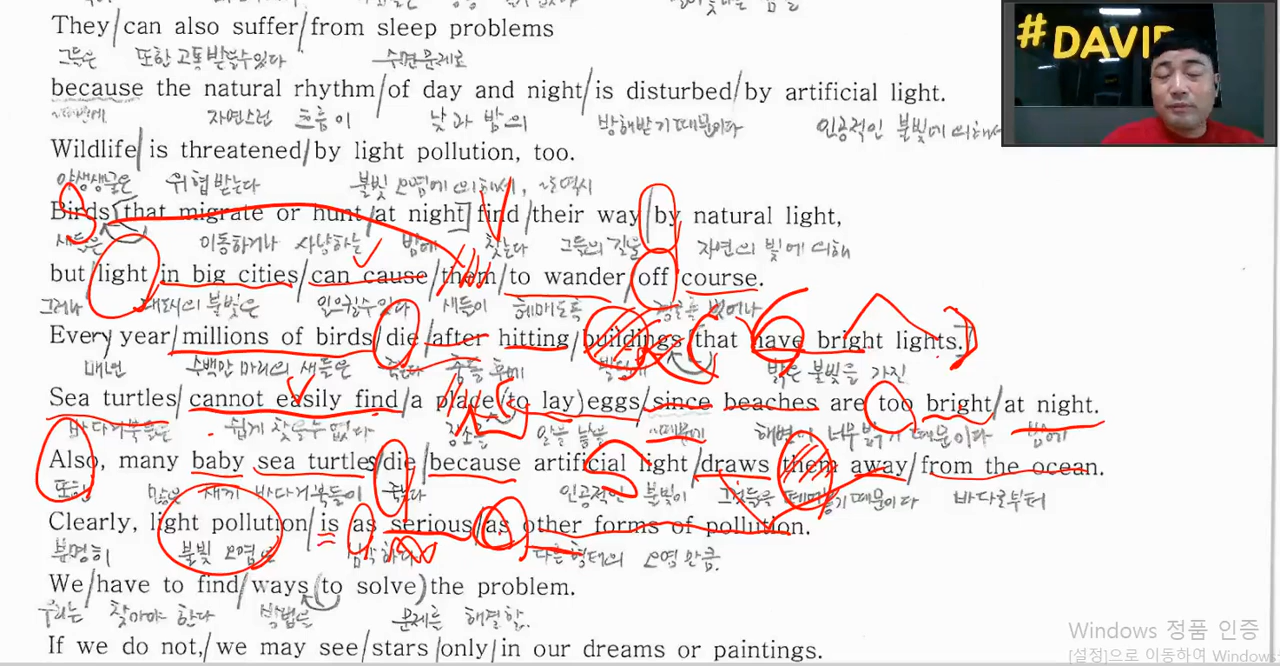 #DAVID
They/can also suffer/from sleep problems
그들은 또한 고통받을수있다 수면문제로
because the natural rhythm/of day and night/is disturbed/by artificial light.
~때문에 자연스런 흐름이 낮과 밤의 방해받기때문이다 인공적인 불빛에 의해서
Wildlife/is threatened/by light pollution, too.
야생생물은 위협받는다 불빛 오염에 의해서, ~또 역시
Birds[that migrate or hunt/at night]find/their way/by natural light,
새들은 이동하거나 사냥하는 밤에 찾는다 그들의 길을 자연의 빛에 의해
but/light/in big cities/can cause/them/to wander/off course.
그러나 대도시의 불빛은 일으킬수있다 새들이 헤매도록 벗어나
Every year/millions of birds/die/after hitting/buildings[that have bright lights.]
매년 수백만 마리의 새들은 죽는다 충돌 후에 밝은 불빛을 가진
Sea turtles/cannot easily find/a place(to lay)eggs/since beaches are too bright/at night.
바다거북들은 쉽게 찾을수 없다 장소를 알을 낳을 ~때문에 해변이 너무 밝기 때문이다 밤에
Also, many baby sea turtles/die/because artificial light/draws them away/from the ocean.
또한 많은 새끼 바다거북들이 죽는다 인공적인 불빛이 그것들을 때문이다 바다로부터
Clearly, light pollution/is as serious/as other forms of pollution.
분명히 불빛 오염은 심각하다 다른 형태의 오염 만큼.
We/have to find/ways(to solve)the problem.
우리는 찾아야 한다 방법을 문제를 해결할.
If we do not,/we may see/stars/only/in our dreams or paintings.
Windows 정품 인증
[설정]으로 이동하여 Windows